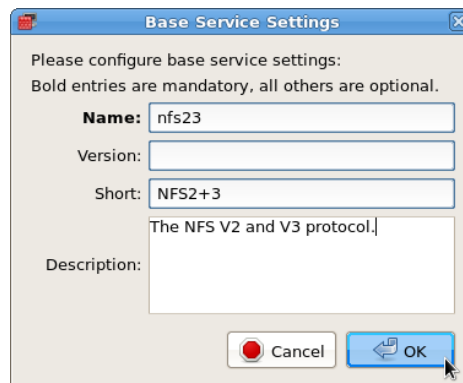 Base Service Settings
Please configure base service settings:
Bold entries are mandatory, all others are optional.
Name: nfs23
Version:
Short: NFS2+3
Description: The NFS V2 and V3 protocol.
Cancel OK